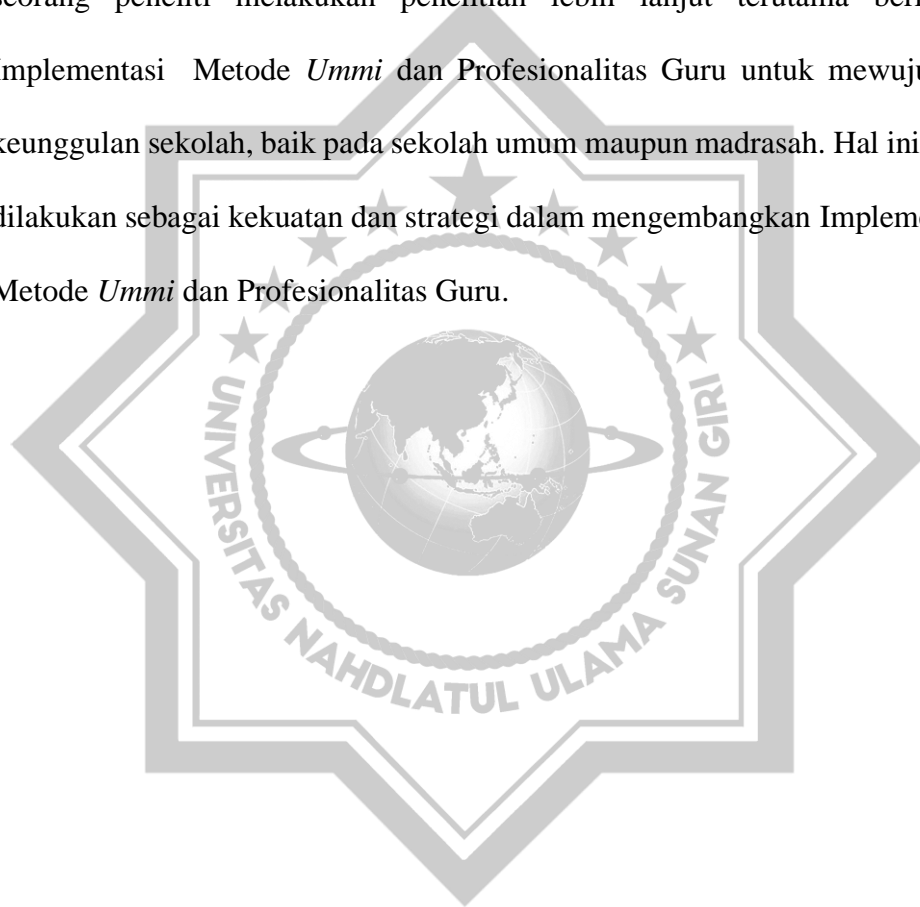 seorang peneliti melakukan penelitian lebih lanjut terutama
Implementasi Metode Ummi dan Profesionalitas Guru untuk mewuju
keunggulan sekolah, baik pada sekolah umum maupun madrasah. Hal ini
dilakukan sebagai kekuatan dan strategi dalam mengembangkan Impleme
Metode Ummi dan Profesionalitas Guru.
UNIVERSITAS NAHDLATUL ULAMA SUNAN GIRI